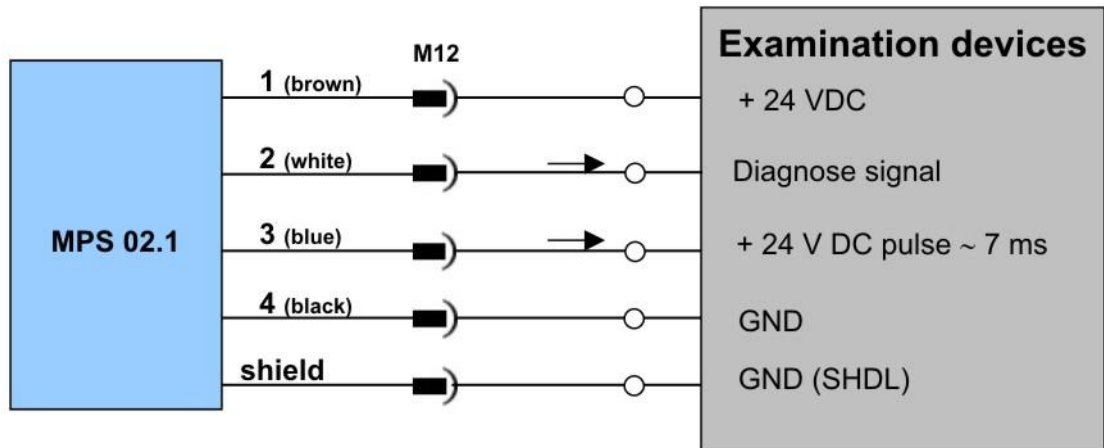 Examination devices
M12
1 (brown)
+ 24 VDC
2 (white)
Diagnose signal
MPS 02.1
3 (blue)
+ 24 V DC pulse ~ 7 ms
4 (black)
GND
shield
GND (SHDL)